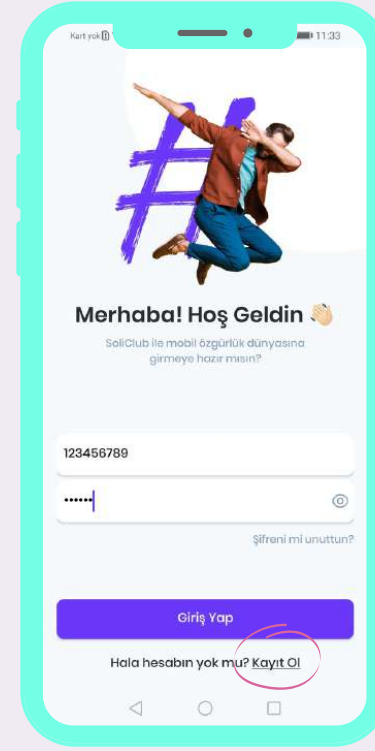 Kart yok
11:33
Merhaba! Hoş Geldin
SoliClub ile mobil özgürlük dünyasına
girmeye hazır mısın?
123456789
••••••
Şifreni mi unuttun?
Giriş Yap
Hala hesabın yok mu? Kayıt Ol